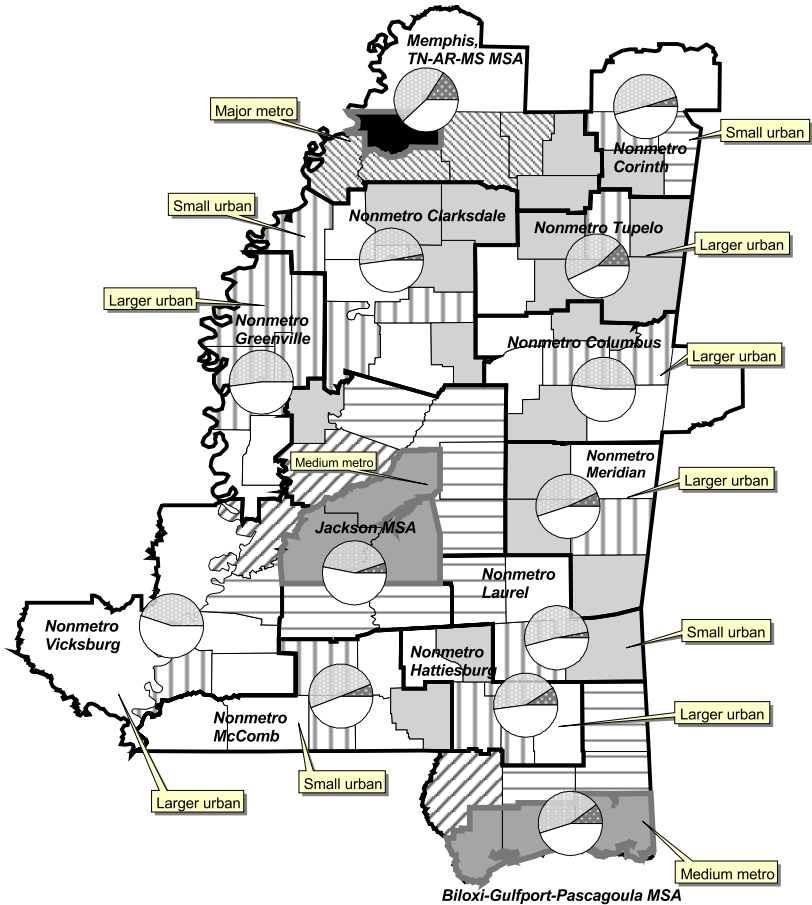 Memphis,
TN-AR-MS MSA
Major metro
Small urban
Nonmetro
Corinth
Small urban
Nonmetro Clarksdale
Nonmetro Tupelo
Larger urban
Larger urban
Nonmetro
Greenville
Nonmetro Columbus
Larger urban
Medium metro
Nonmetro
Meridian
Larger urban
Jackson MSA
Nonmetro
Laurel
Nonmetro
Vicksburg
Small urban
Nonmetro
Hattiesburg
Nonmetro
McComb
Larger urban
Small urban
Larger urban
Medium metro
Biloxi-Gulfport-Pascagoula MSA